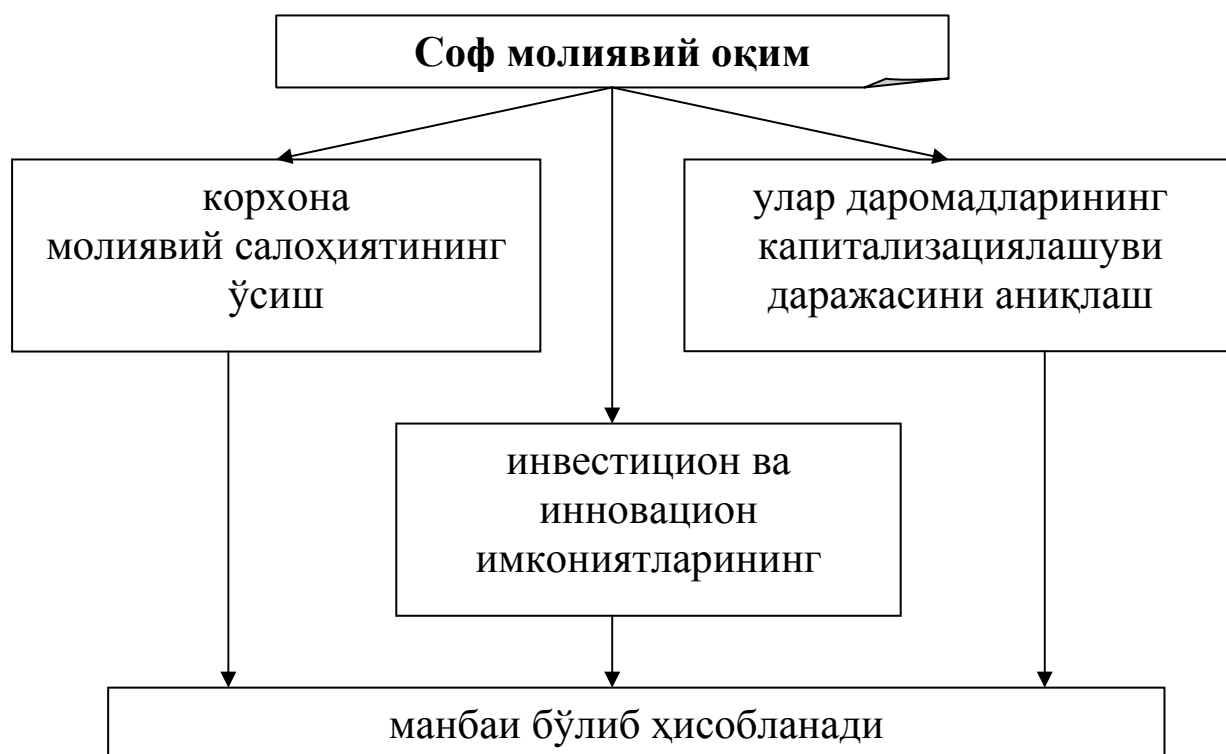 Соф молиявий оқим
корхона
молиявий салоҳиятининг
ўсиш
улар даромадларининг
капитализациялашуви
даражасини аниқлаш
инвестицион ва
инновацион
имкониятларининг
манбаи бўлиб ҳисобланади